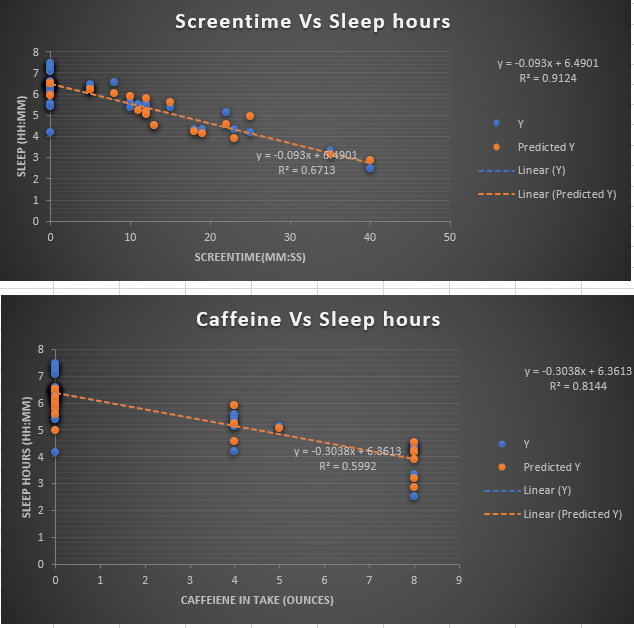 Screentime Vs Sleep hours
8
7
6
5
4
3
2
1
0
SLEEP (HH:MM)
0 10 20 30 40 50
SCREENTIME(MM:SS)
y = -0.093x + 6.4901
R² = 0.6713
y = -0.093x + 6.4901
R² = 0.9124
Y
Predicted Y
Linear (Y)
Linear (Predicted Y)
Caffeine Vs Sleep hours
8
7
6
5
4
3
2
1
0
SLEEP HOURS (HH:MM)
0 1 2 3 4 5 6 7 8 9
CAFFEIENE IN TAKE (OUNCES)
y = -0.3038x + 6.3613
R² = 0.5992
y = -0.3038x + 6.3613
R² = 0.8144
Y
Predicted Y
Linear (Y)
Linear (Predicted Y)